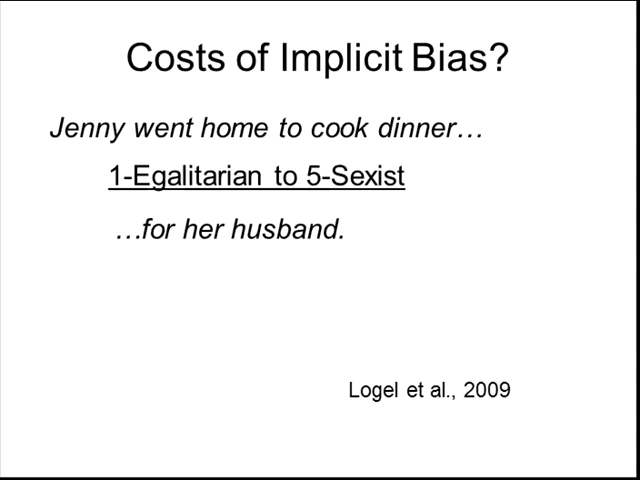 Costs of Implicit Bias?
Jenny went home to cook dinner…
1-Egalitarian to 5-Sexist
…for her husband.
Logel et al., 2009